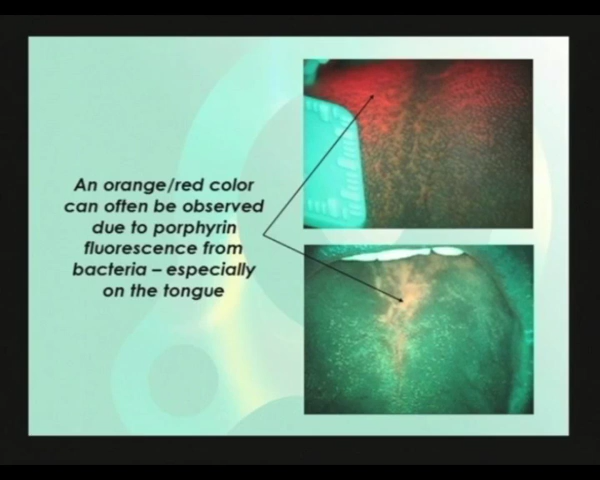 An orange/red color
can often be observed
due to porphyrin
fluorescence from
bacteria – especially
on the tongue